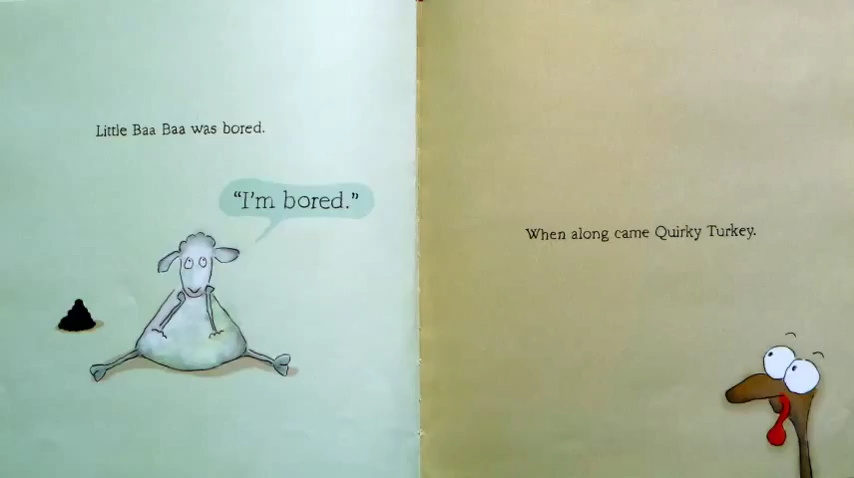 Little Baa Baa was bored.
“I'm bored.”
When along came Quirky Turkey.